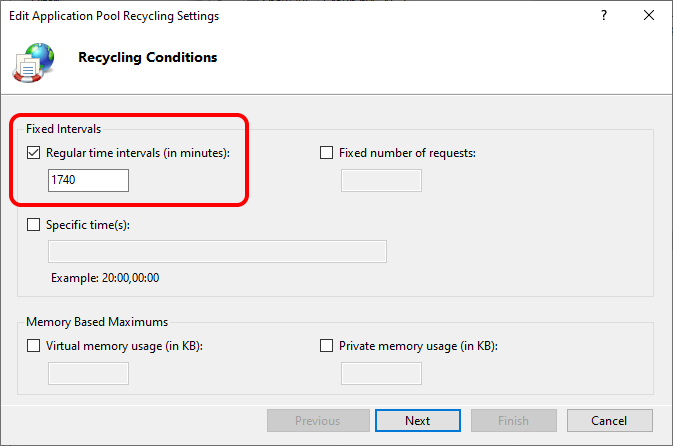 Edit Application Pool Recycling Settings
?
Recycling Conditions
Fixed Intervals
Regular time intervals (in minutes):
Fixed number of requests:
1740
Specific time(s):
Example: 20:00,00:00
Memory Based Maximums
Virtual memory usage (in KB):
Private memory usage (in KB):
Previous
Next
Finish
Cancel